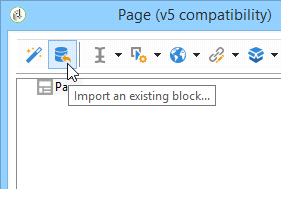 Page (v5 compatibility)
Pa
Import an existing block...